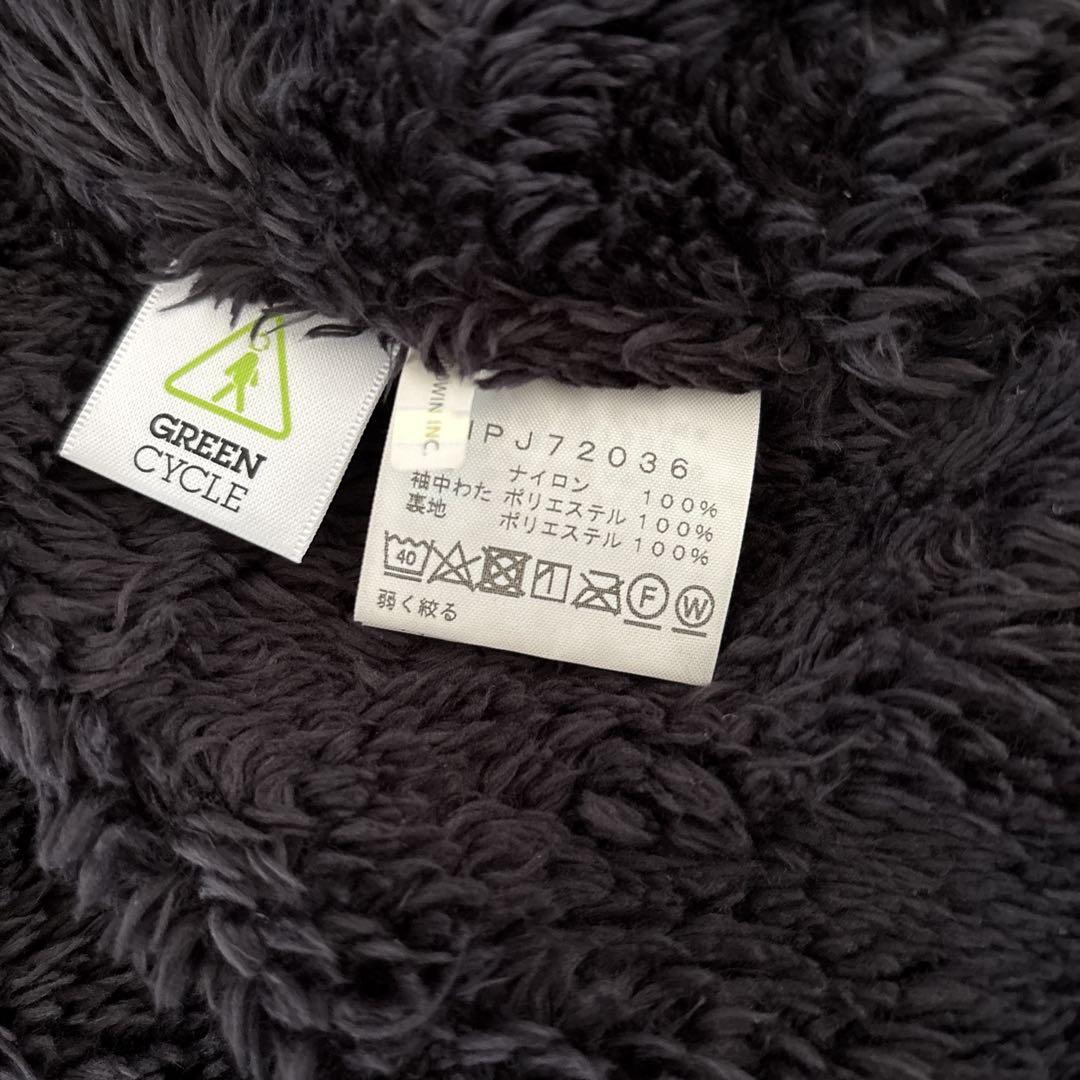 GREEN
CYCLE
WIN INC.
PJ72036
ナイロン 100%
袖中わた ポリエステル 100%
裏地 ポリエステル 100%
40
F
W
弱く絞る